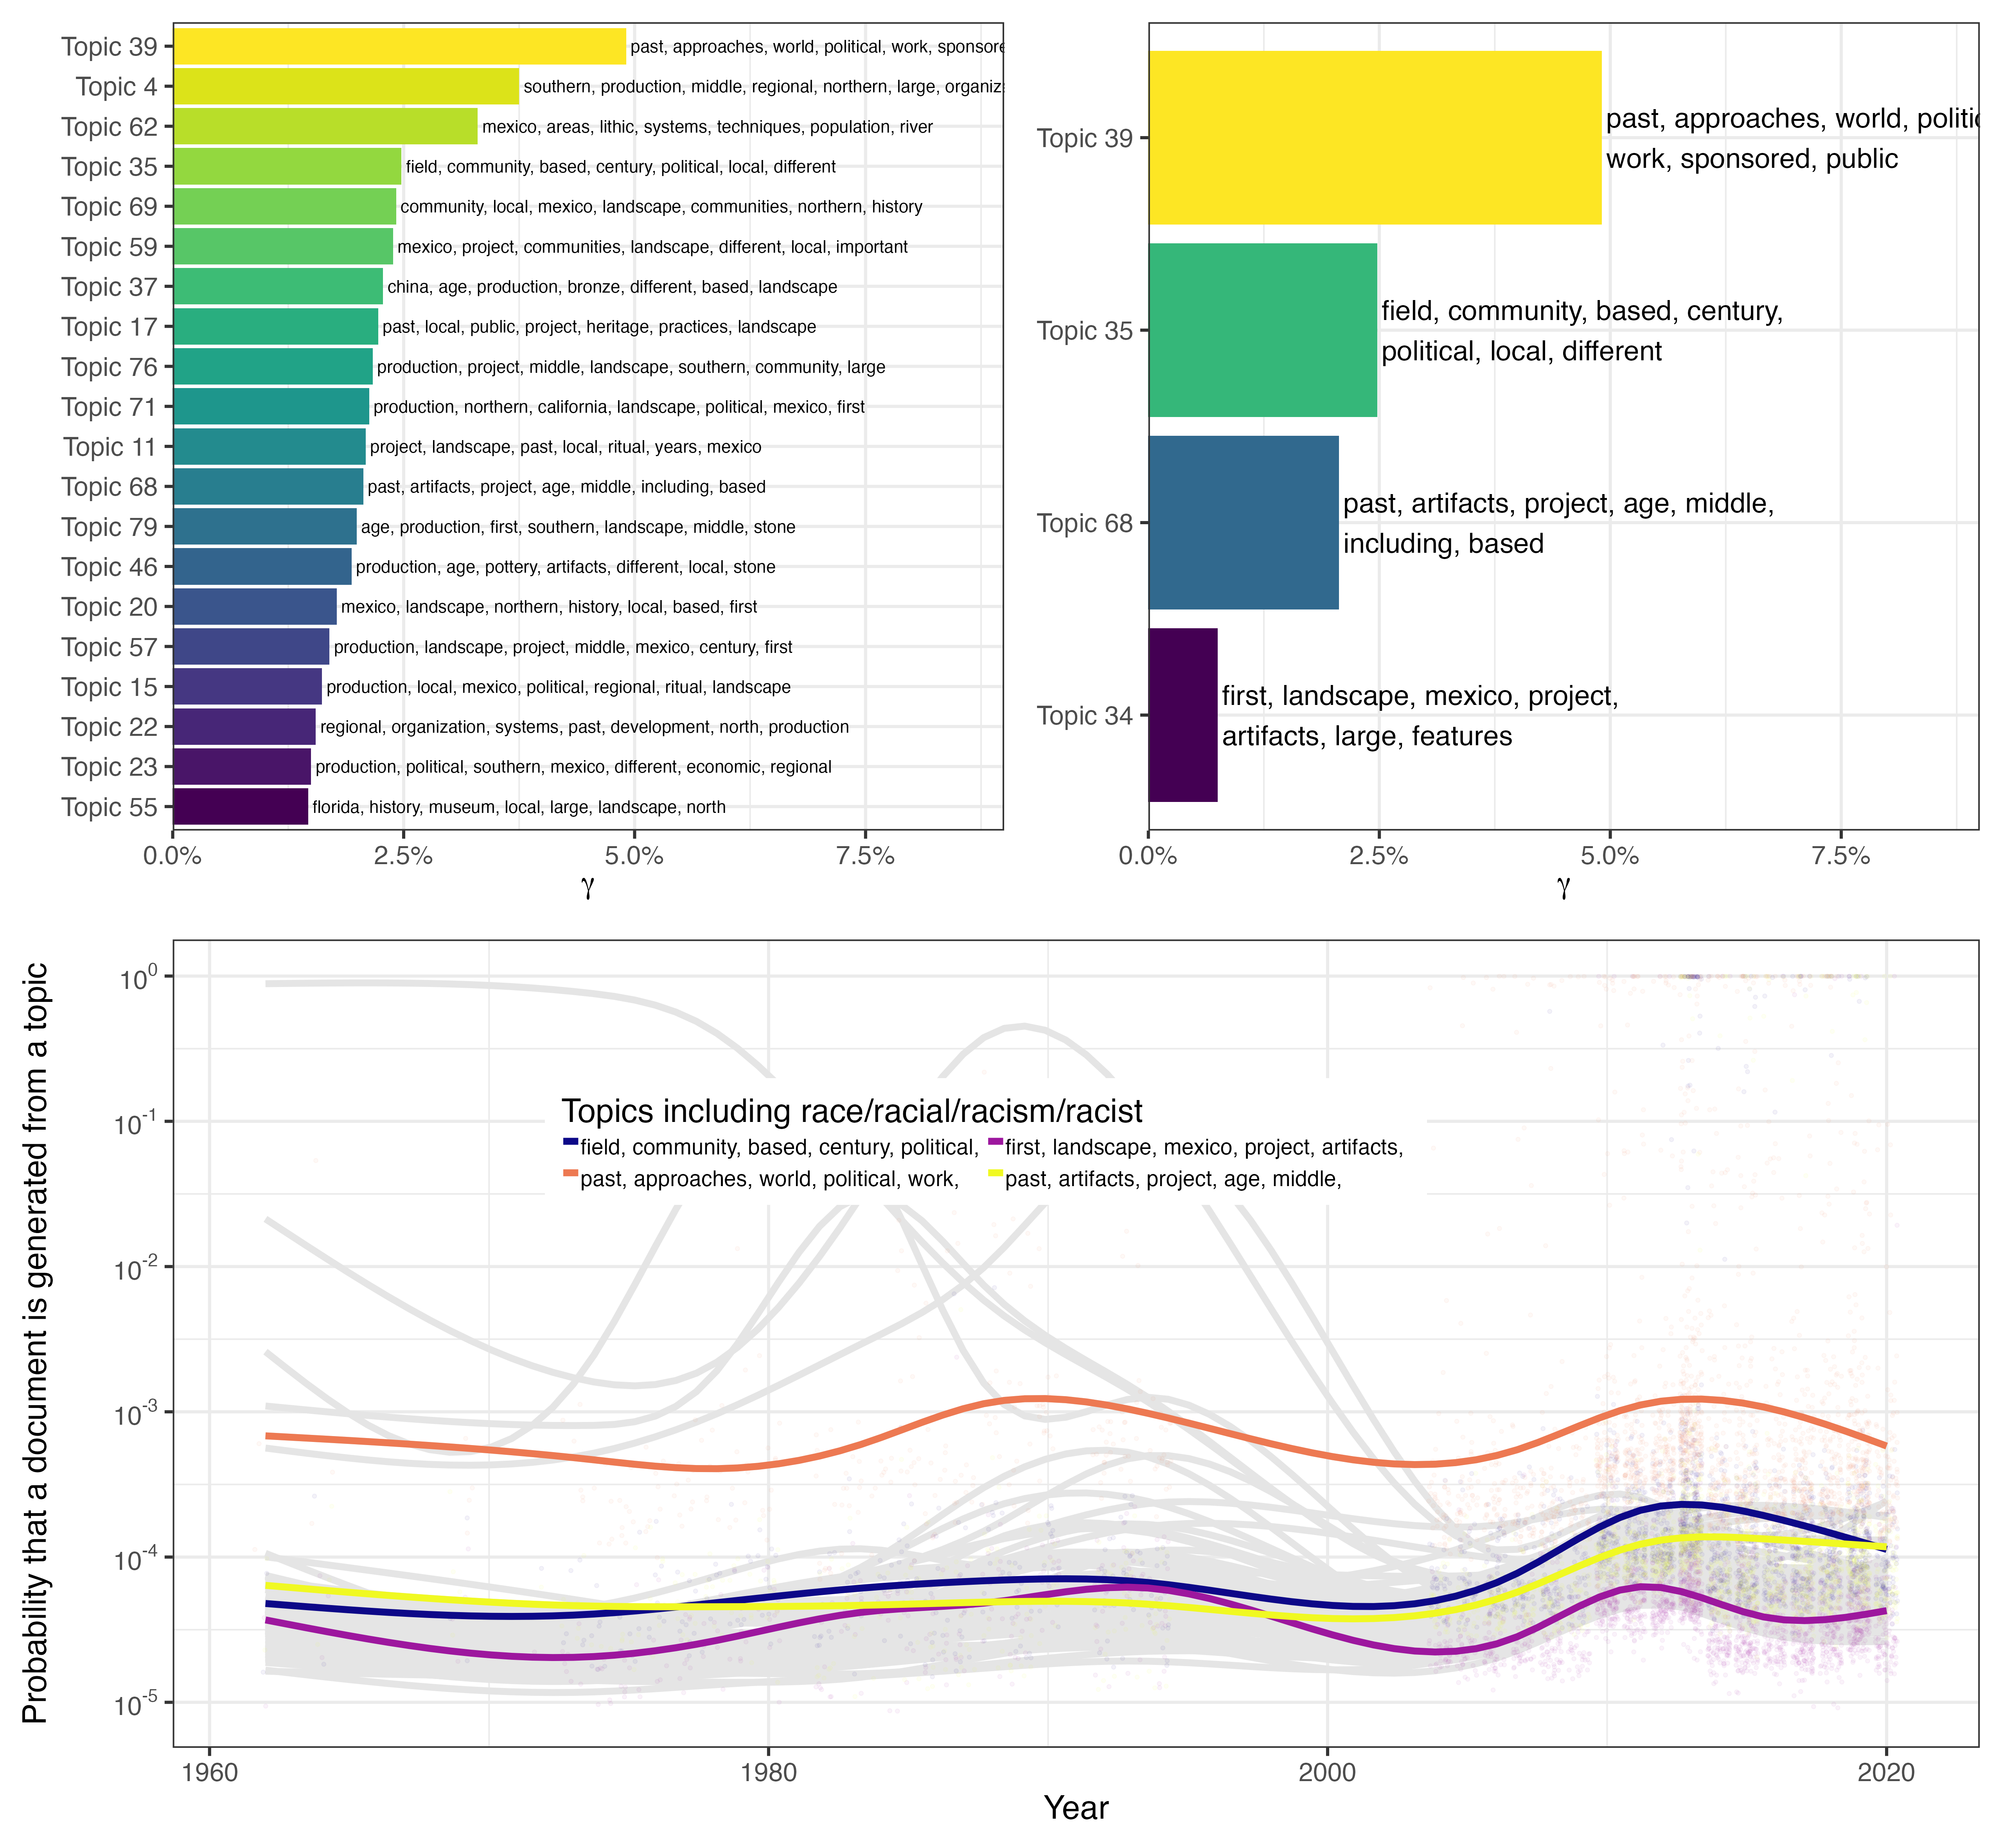 Topic 39 past, approaches, world, political, work, sponsore
Topic 4 southern, production, middle, regional, northern, large, organiz
Topic 62 mexico, areas, lithic, systems, techniques, population, river
Topic 35 field, community, based, century, political, local, different
Topic 69 community, local, mexico, landscape, communities, northern, history
Topic 59 mexico, project, communities, landscape, different, local, important
Topic 37 china, age, production, bronze, different, based, landscape
Topic 17 past, local, public, project, heritage, practices, landscape
Topic 76 production, project, middle, landscape, southern, community, large
Topic 71 production, northern, california, landscape, political, mexico, first
Topic 11 project, landscape, past, local, ritual, years, mexico
Topic 68 past, artifacts, project, age, middle, including, based
Topic 79 age, production, first, southern, landscape, middle, stone
Topic 46 production, age, pottery, artifacts, different, local, stone
Topic 20 mexico, landscape, northern, history, local, based, first
Topic 57 production, landscape, project, middle, mexico, century, first
Topic 15 production, local, mexico, political, regional, ritual, landscape
Topic 22 regional, organization, systems, past, development, north, production
Topic 23 production, political, southern, mexico, different, economic, regional
Topic 55 florida, history, museum, local, large, landscape, north
0.0% 2.5% 5.0% 7.5%
γ
past, approaches, world, politic
Topic 39
work, sponsored, public
field, community, based, century,
Topic 35
political, local, different
past, artifacts, project, age, middle,
Topic 68
including, based
first, landscape, mexico, project,
Topic 34
artifacts, large, features
0.0% 2.5% 5.0% 7.5%
γ
Probability that a document is generated from a topic
10^0
10^-1
10^-2
10^-3
10^-4
10^-5
Topics including race/racial/racism/racist
field, community, based, century, political, first, landscape, mexico, project, artifacts,
past, approaches, world, political, work, past, artifacts, project, age, middle,
1960 1980 2000 2020
Year